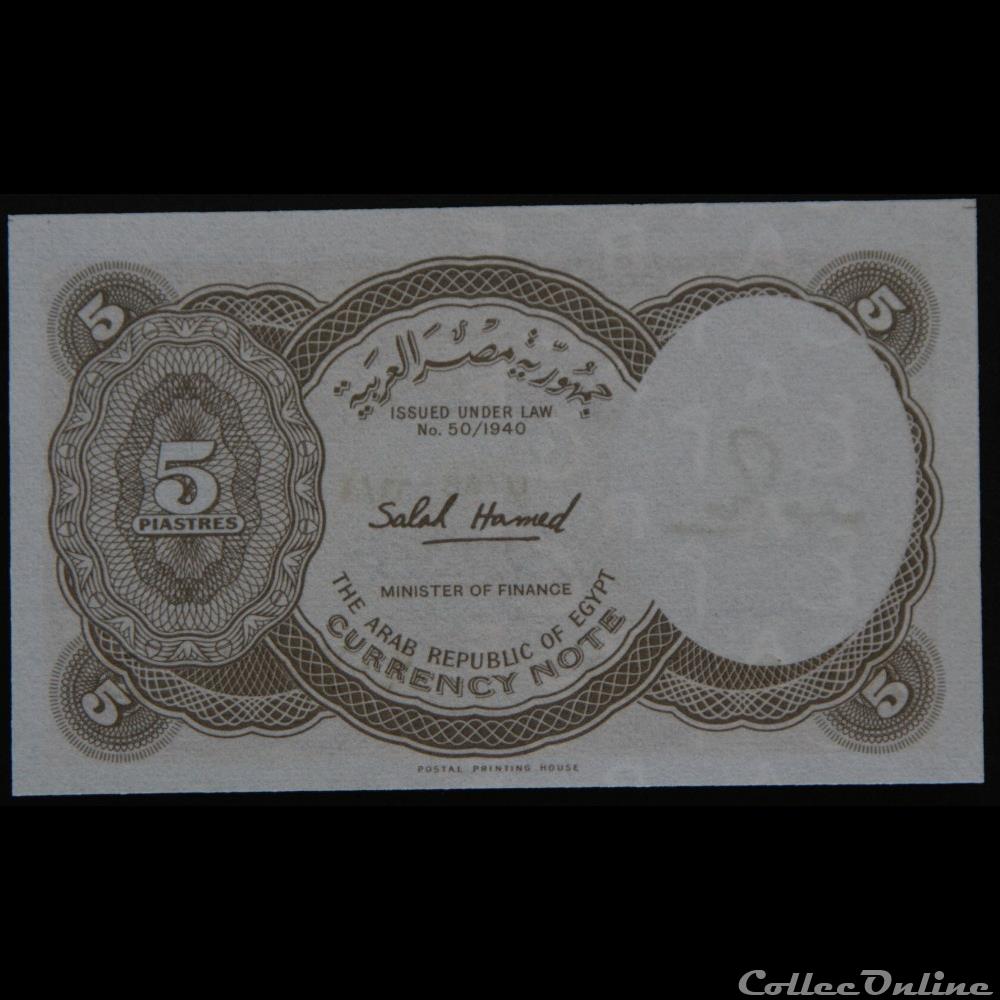 5
5
جمهورية مصر العربية
ISSUED UNDER LAW
No. 50/1940
5
PIASTRES
Salah Hamed
MINISTER OF FINANCE
THE ARAB REPUBLIC OF EGYPT
CURRENCY NOTE
5
5
POSTAL PRINTING HOUSE
CollecOnline